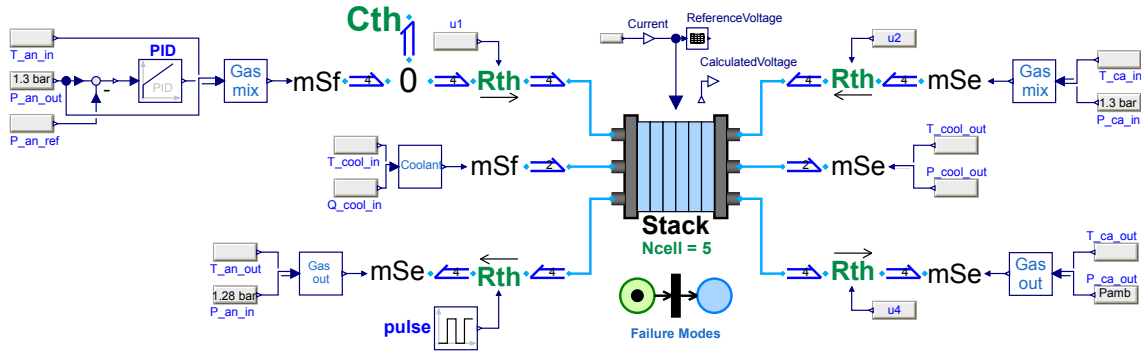 T_an_in
1.3 bar
P_an_out
P_an_ref
-
PID
PID
Gas
mix
mSf
4
Cth
0
4
u1
Rth
4
Current
ReferenceVoltage
CalculatedVoltage
u2
4
Rth
4
mSe
Gas
mix
T_ca_in
1.3 bar
P_ca_in
T_cool_in
Q_cool_in
Coolant
mSf
2
Stack
Ncell = 5
2
mSe
T_cool_out
P_cool_out
T_an_out
1.28 bar
P_an_in
Gas
out
mSe
4
Rth
4
pulse
Failure Modes
4
Rth
4
u4
mSe
Gas
out
T_ca_out
P_ca_out
Pamb